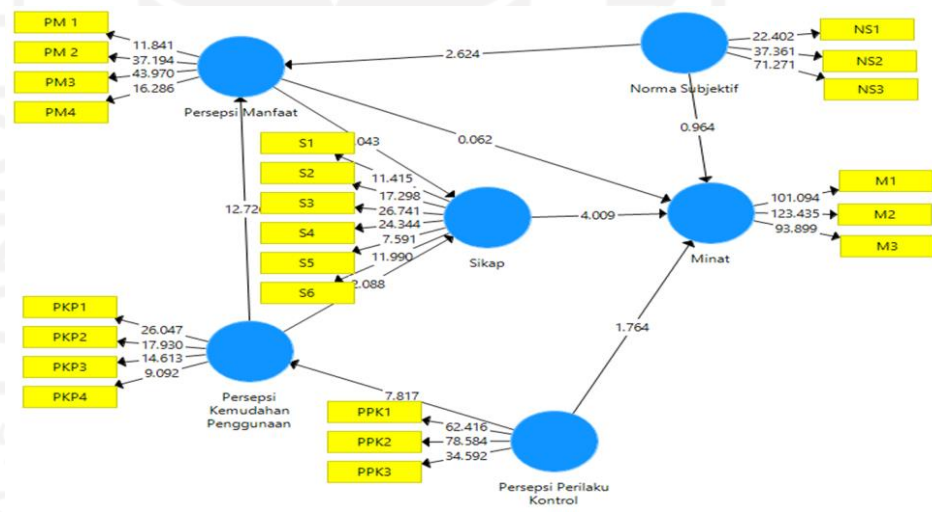 PM 1
PM 2
PM3
PM4
11.841
37.194
43.970
16.286
Persepsi Manfaat
2.624
Norma Subjektif
22.402
37.361
71.271
NS1
NS2
NS3
0.062
0.964
.043
S1
S2
S3
S4
S5
S6
11.415
17.298
26.741
24.344
7.591
11.990
Sikap
4.009
Minat
101.094
123.435
93.899
M1
M2
M3
12.72
2.088
1.764
PKP1
PKP2
PKP3
PKP4
26.047
17.930
14.613
9.092
Persepsi
Kemudahan
Penggunaan
7.817
PPK1
PPK2
PPK3
62.416
78.584
34.592
Persepsi Perilaku
Kontrol